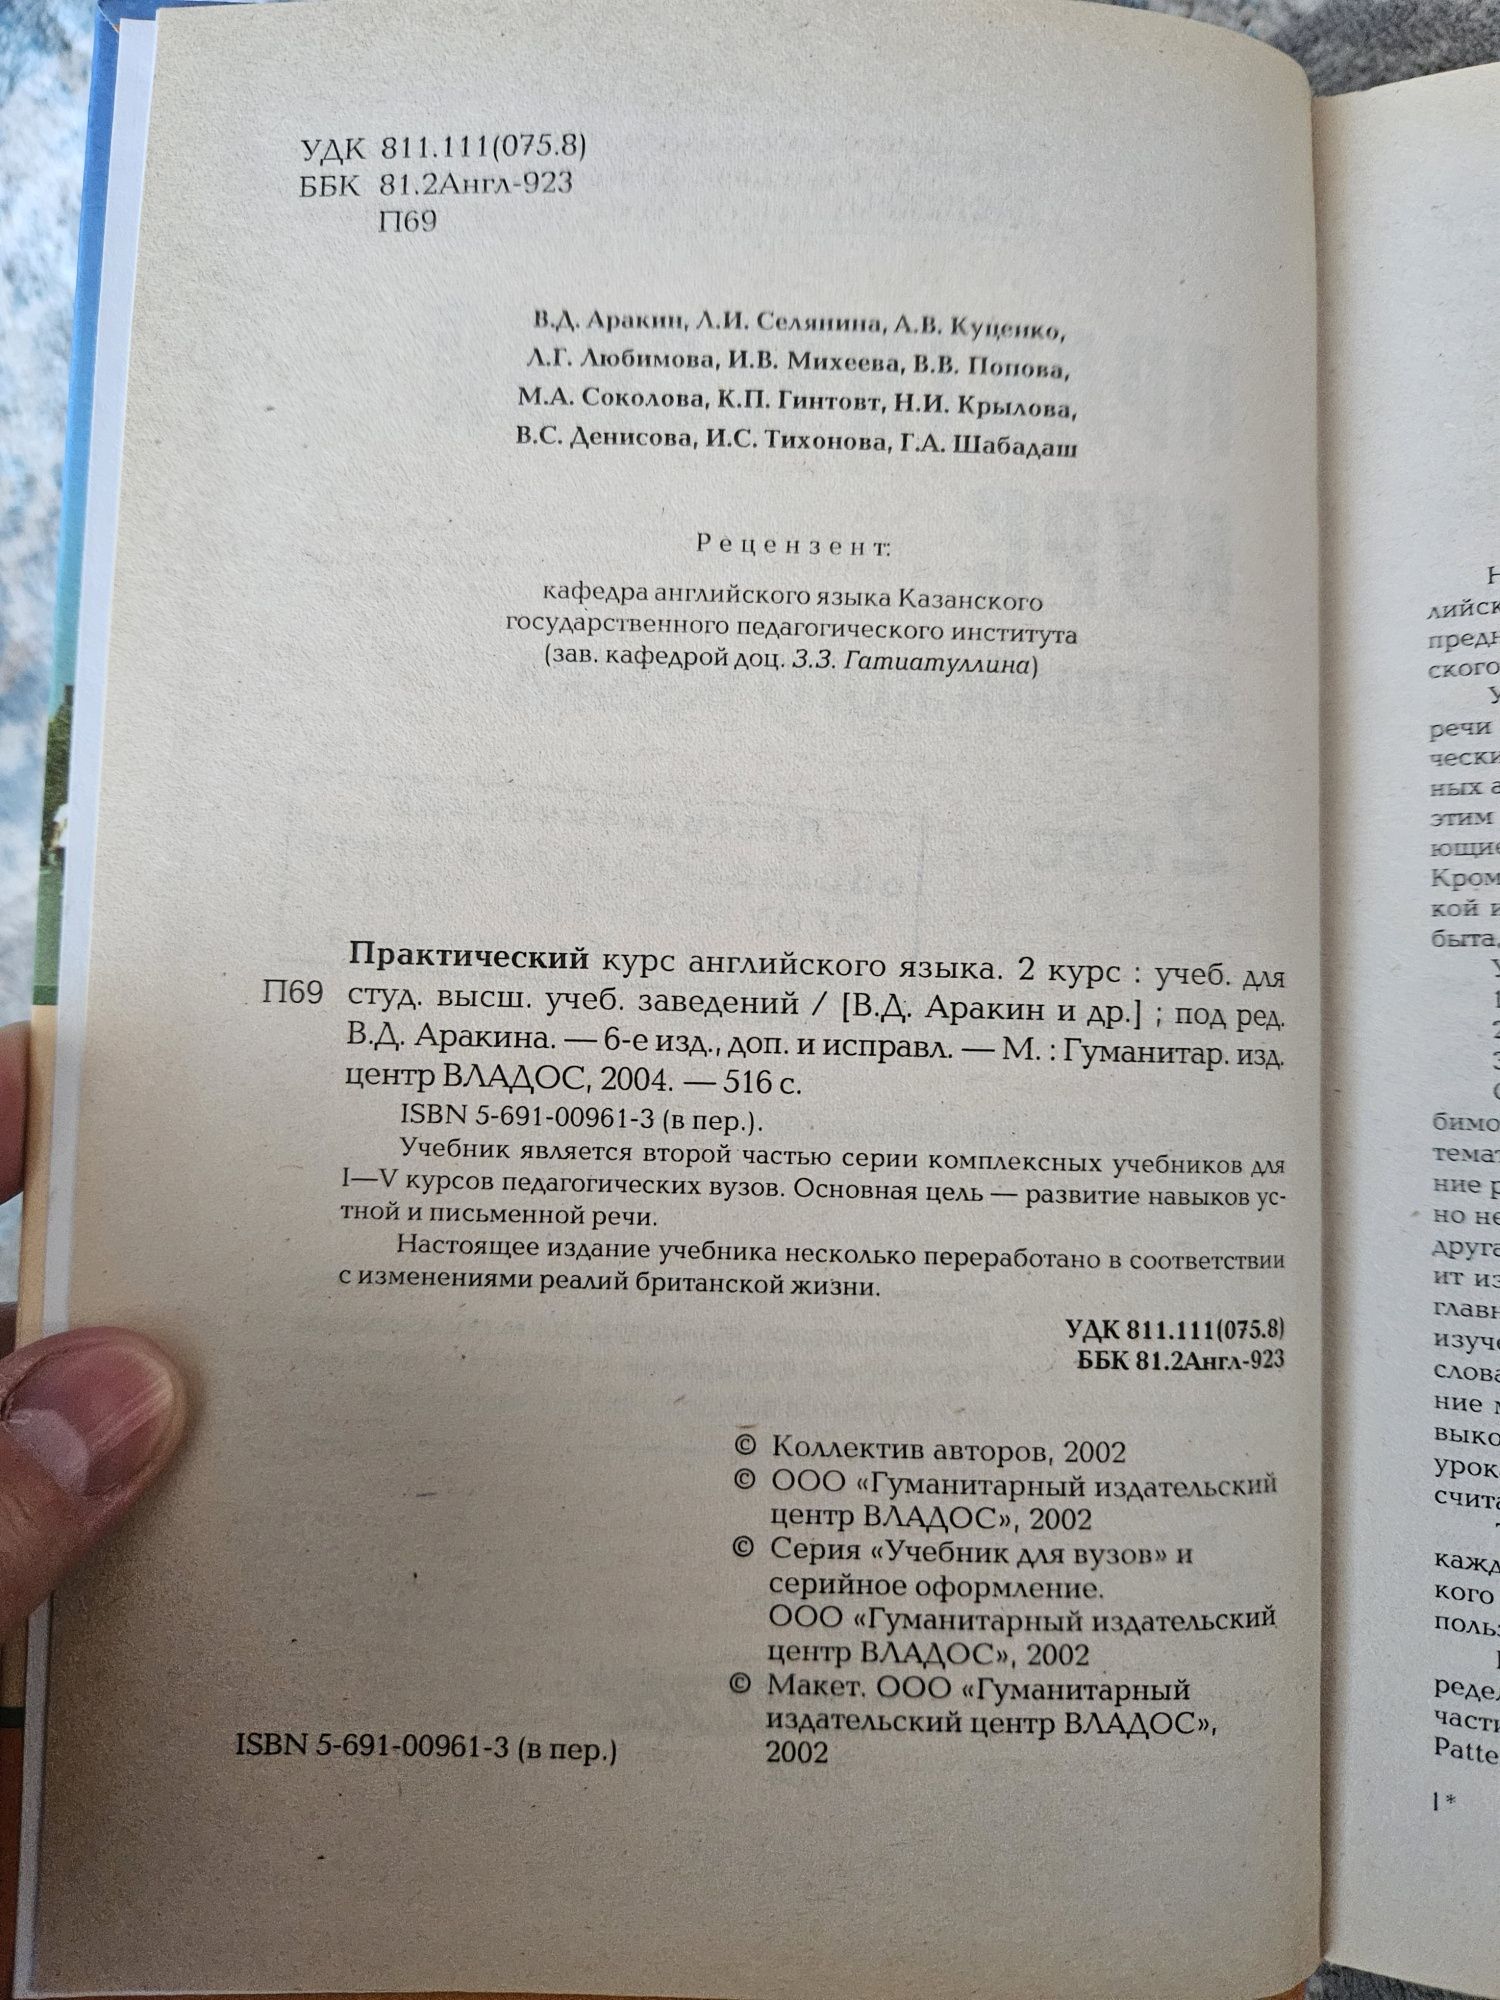 УДК 811.111(075.8)
ББК 81.2Англ-923
П69
В.Д. Аракин, Л.И. Селянина, А.В. Куценко,
Л.Г. Любимова, И.В. Михеева, В.В. Попова,
М.А. Соколова, К.П. Гинтовт, Н.И. Крылова,
В.С. Денисова, И.С. Тихонова, Г.А. Шабадаш
Рецензент:
кафедра английского языка Казанского
государственного педагогического института
(зав. кафедрой доц. З.З. Гатиатуллина)
Практический курс английского языка. 2 курс : учеб. для
П69 студ. высш. учеб. заведений / [В.Д. Аракин и др.] ; под ред.
В.Д. Аракина. — 6-е изд., доп. и исправл. — М. : Гуманитар. изд.
центр ВЛАДОС, 2004. — 516 с.
ISBN 5-691-00961-3 (в пер.).
Учебник является второй частью серии комплексных учебников для
I—V курсов педагогических вузов. Основная цель — развитие навыков ус-
тной и письменной речи.
Настоящее издание учебника несколько переработано в соответствии
с изменениями реалий британской жизни.
УДК 811.111(075.8)
ББК 81.2Англ-923
© Коллектив авторов, 2002
© ООО «Гуманитарный издательский
центр ВЛАДОС», 2002
© Серия «Учебник для вузов» и
серийное оформление.
ООО «Гуманитарный издательский
центр ВЛАДОС», 2002
© Макет. ООО «Гуманитарный
издательский центр ВЛАДОС»,
2002
ISBN 5-691-00961-3 (в пер.)
речи
этим
быта,
1*